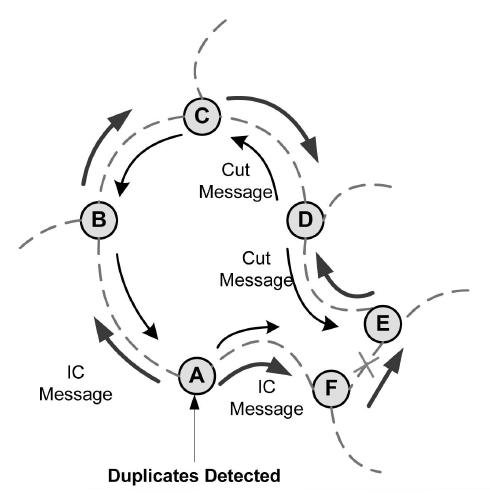 C
Cut
Message
B
D
Cut
Message
E
IC
Message
A
IC
Message
F
Duplicates Detected